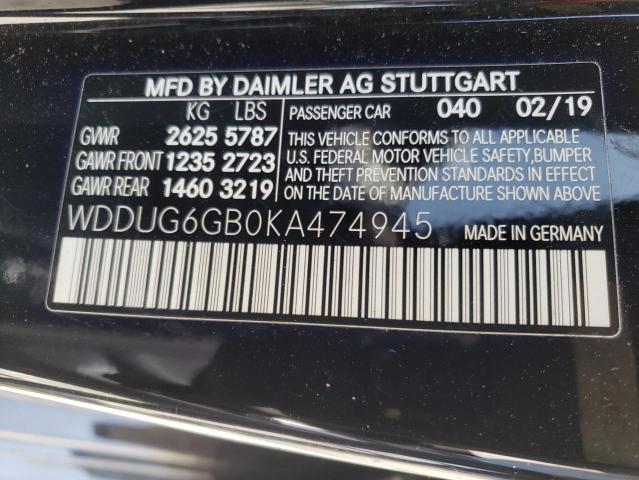 MFD BY DAIMLER AG STUTTGART
KG LBS
GVWR 2625 5787
GAWR FRONT 1235 2723
GAWR REAR 1460 3219
PASSENGER CAR 040 02/19
THIS VEHICLE CONFORMS TO ALL APPLICABLE
U.S. FEDERAL MOTOR VEHICLE SAFETY,BUMPER
AND THEFT PREVENTION STANDARDS IN EFFECT
ON THE DATE OF MANUFACTURE SHOWN ABOVE.
WDDUG6GB0KA474945 MADE IN GERMANY